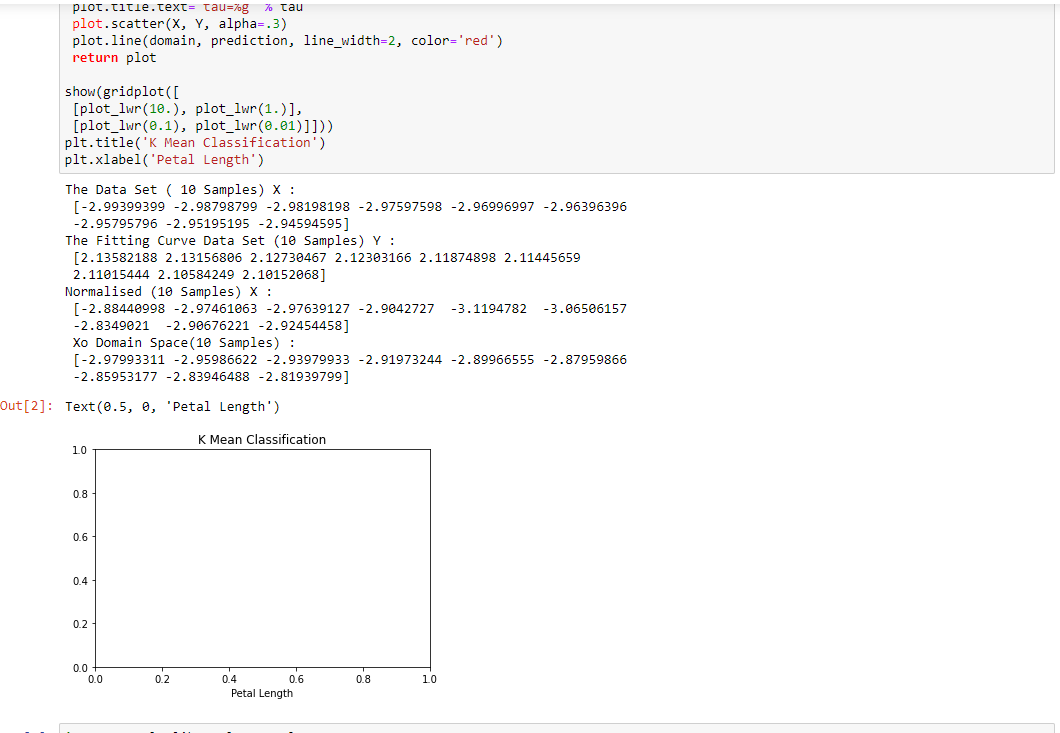 plot.title.text='tau=%g' % tau
plot.scatter(X, Y, alpha=.3)
plot.line(domain, prediction, line_width=2, color='red')
return plot
show(gridplot([
[plot_lwr(10.), plot_lwr(1.)],
[plot_lwr(0.1), plot_lwr(0.01)]]))
plt.title('K Mean Classification')
plt.xlabel('Petal Length')
The Data Set ( 10 Samples) X :
[-2.99399399 -2.98798799 -2.98198198 -2.97597598 -2.96996997 -2.96396396
-2.95795796 -2.95195195 -2.94594595]
The Fitting Curve Data Set (10 Samples) Y :
[2.13582188 2.13156806 2.12730467 2.12303166 2.11874898 2.11445659
2.11015444 2.10584249 2.10152068]
Normalised (10 Samples) X :
[-2.88440998 -2.97461063 -2.97639127 -2.9042727 -3.1194782 -3.06506157
-2.8349021 -2.90676221 -2.92454458]
Xo Domain Space(10 Samples) :
[-2.97993311 -2.95986622 -2.93979933 -2.91973244 -2.89966555 -2.87959866
-2.85953177 -2.83946488 -2.81939799]
Out[2]: Text(0.5, 0, 'Petal Length')
K Mean Classification
1.0
0.8
0.6
0.4
0.2
0.0
0.0 0.2 0.4 0.6 0.8 1.0
Petal Length